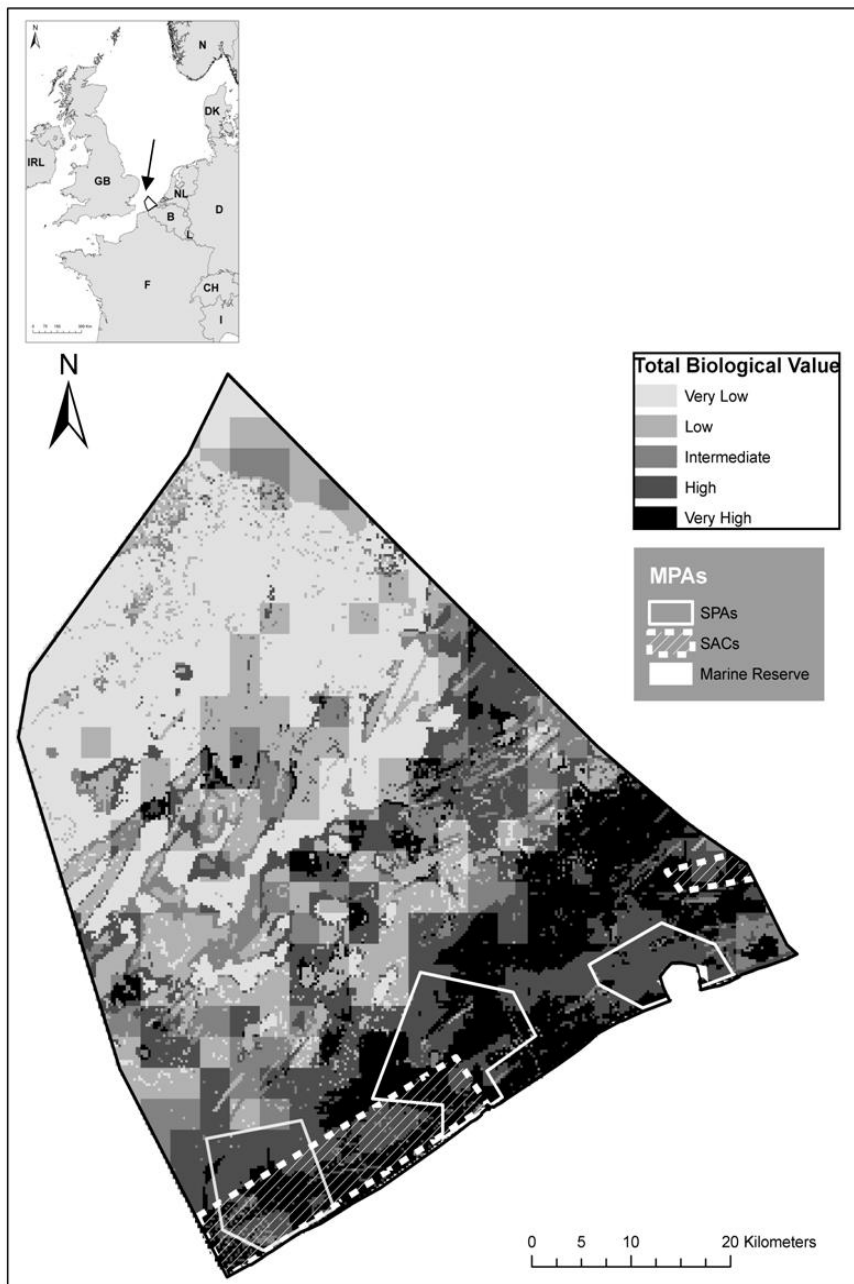 N
N
DK
IRL
GB
NL
B
D
L
F
CH
I
N
Total Biological Value
Very Low
Low
Intermediate
High
Very High
MPAs
SPAs
SACs
Marine Reserve
0 5 10 20 Kilometers